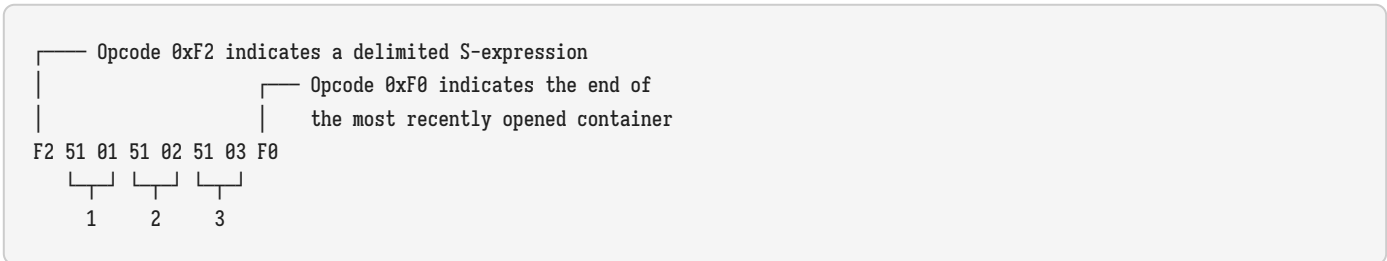 Opcode 0xF2 indicates a delimited S-expression
Opcode 0xF0 indicates the end of
the most recently opened container
F2 51 01 51 02 51 03 F0
1 2 3